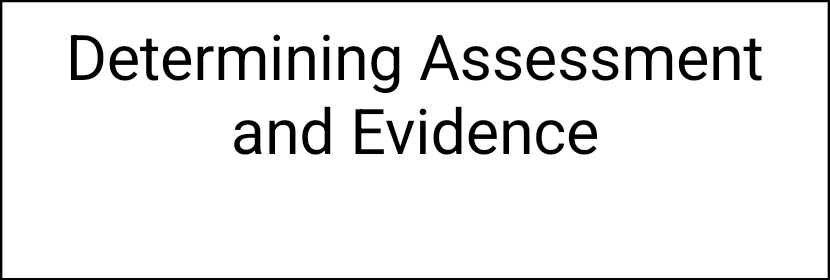 Determining Assessment
and Evidence